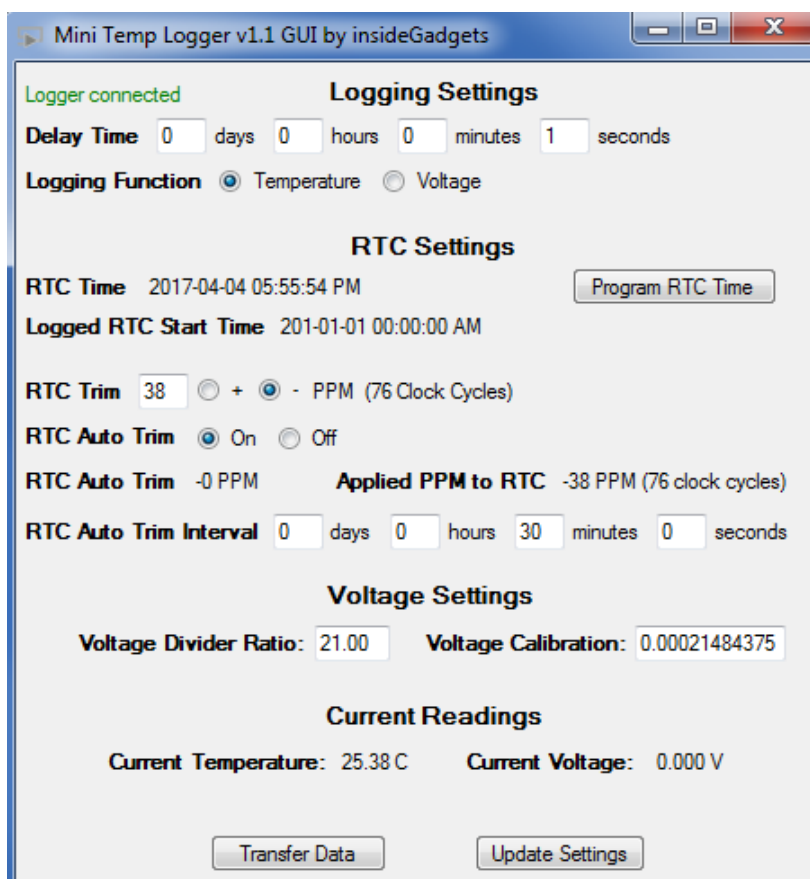 Mini Temp Logger v1.1 GUI by insideGadgets
Logger connected Logging Settings
Delay Time 0 days 0 hours 0 minutes 1 seconds
Logging Function Temperature Voltage
RTC Settings
RTC Time 2017-04-04 05:55:54 PM Program RTC Time
Logged RTC Start Time 201-01-01 00:00:00 AM
RTC Trim 38 + - PPM (76 Clock Cycles)
RTC Auto Trim On Off
RTC Auto Trim -0 PPM Applied PPM to RTC -38 PPM (76 clock cycles)
RTC Auto Trim Interval 0 days 0 hours 30 minutes 0 seconds
Voltage Settings
Voltage Divider Ratio: 21.00 Voltage Calibration: 0.00021484375
Current Readings
Current Temperature: 25.38 C Current Voltage: 0.000 V
Transfer Data Update Settings